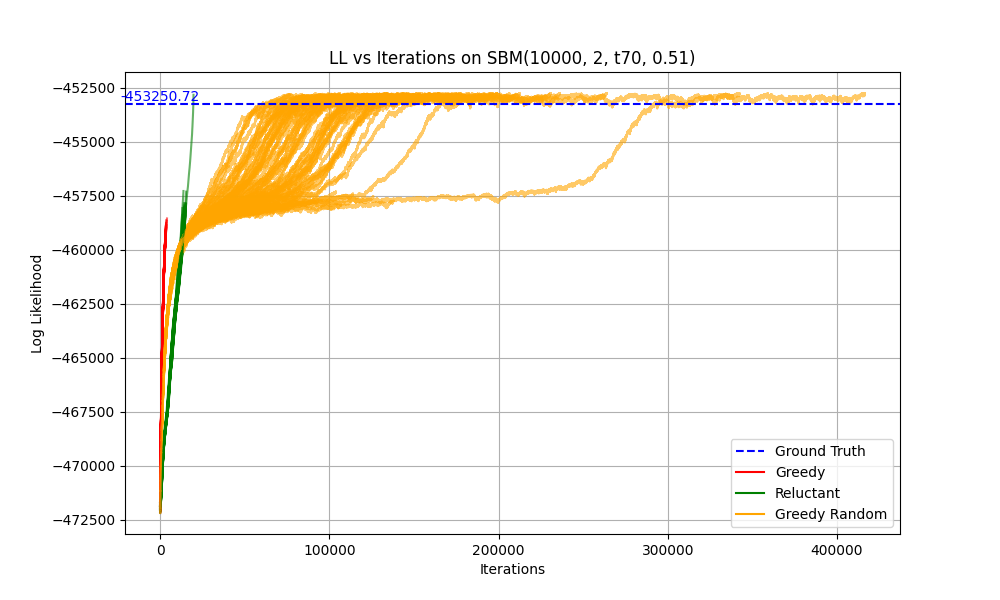 LL vs Iterations on SBM(10000, 2, t70, 0.51)
−452500
-453250.72
−455000
−457500
−460000
−462500
−465000
−467500
−470000
−472500
Log Likelihood
0
100000
200000
300000
400000
Iterations
Ground Truth
Greedy
Reluctant
Greedy Random